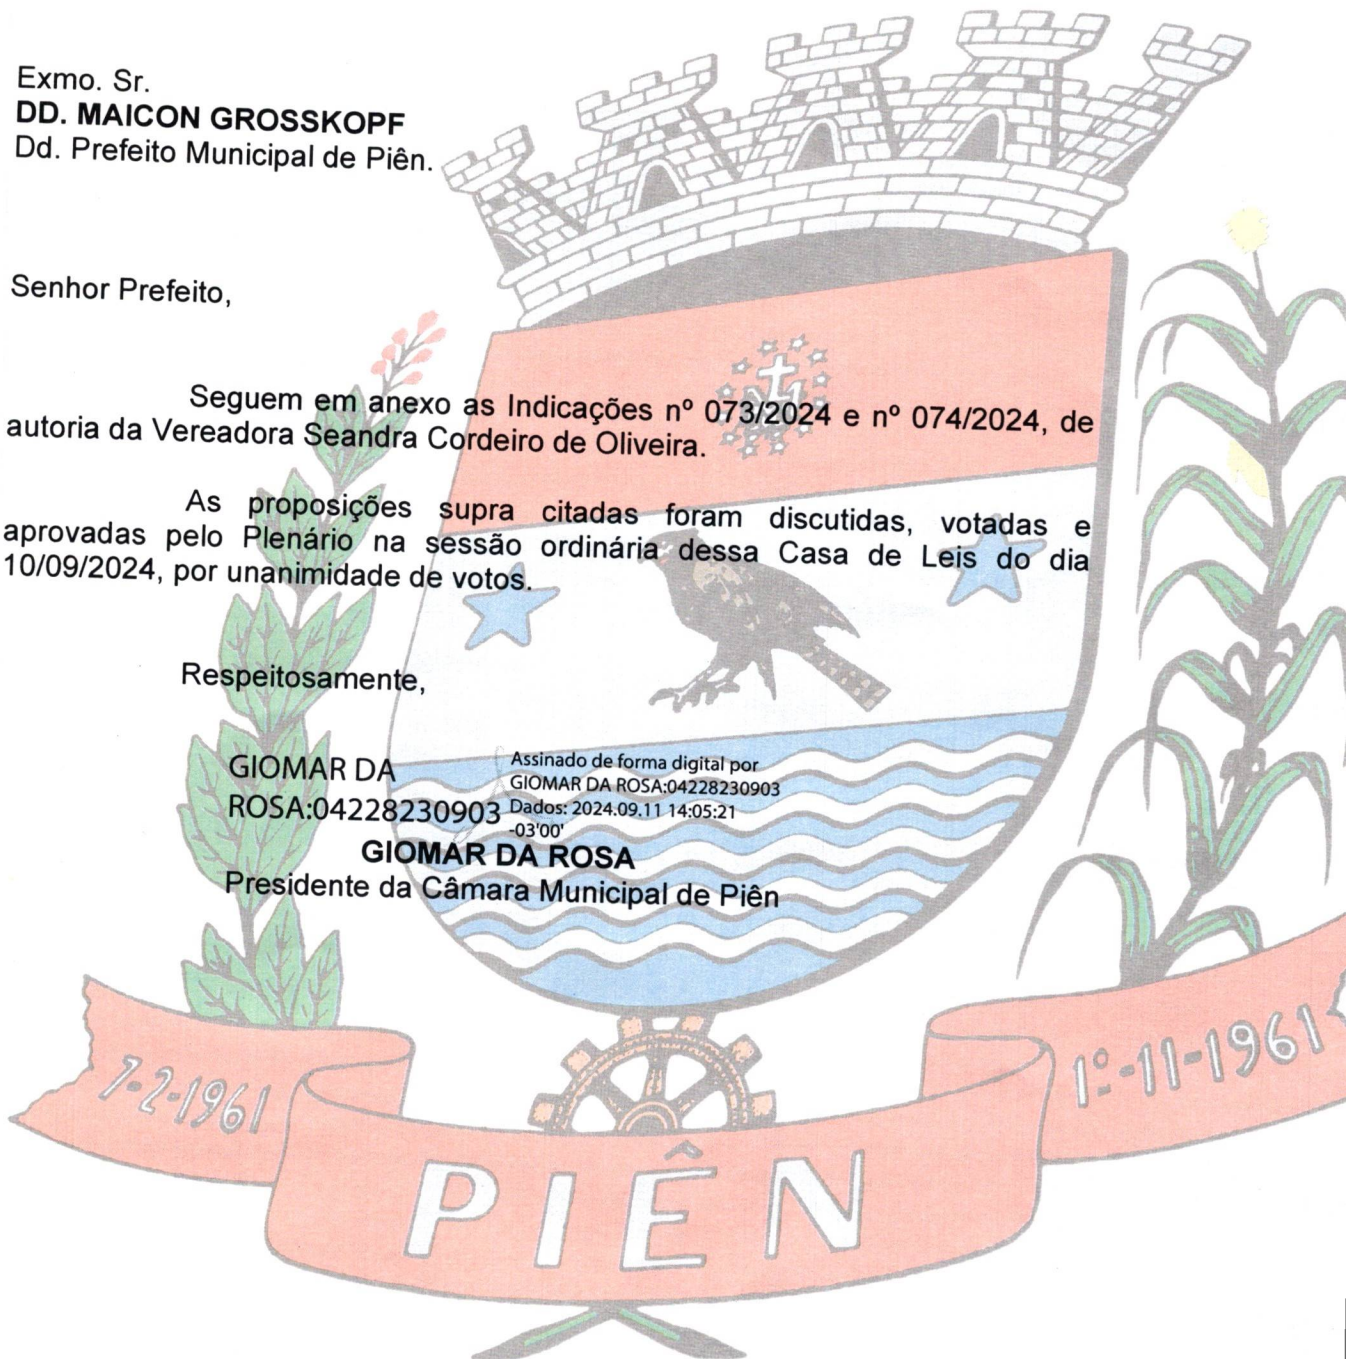 Exmo. Sr.
DD. MAICON GROSSKOPF
Dd. Prefeito Municipal de Piên.
Senhor Prefeito,
Seguem em anexo as Indicações nº 073/2024 e nº 074/2024, de
autoria da Vereadora Seandra Cordeiro de Oliveira.
As proposições supra citadas foram discutidas, votadas e
aprovadas pelo Plenário na sessão ordinária dessa Casa de Leis do dia
10/09/2024, por unanimidade de votos.
Respeitosamente,
GIOMAR DA
ROSA:04228230903
Assinado de forma digital por
GIOMAR DA ROSA:04228230903
Dados: 2024.09.11 14:05:21
-03'00'
GIOMAR DA ROSA
Presidente da Câmara Municipal de Piên
7-2-1961
1º-11-1961
PIÊN